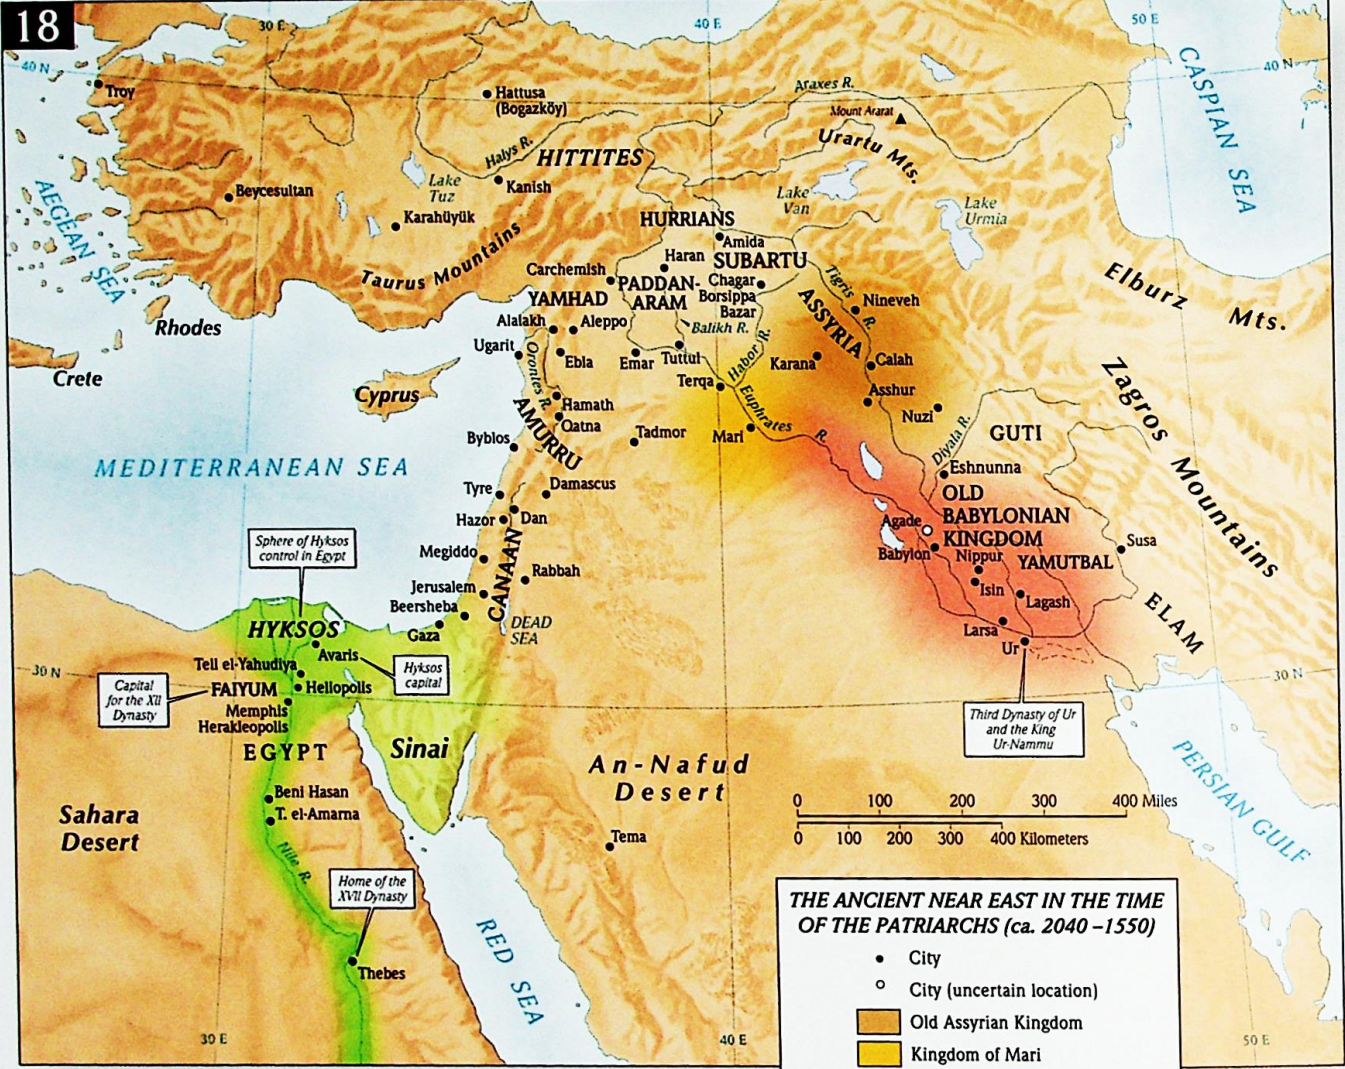 18
30 E
40 E
50 E
40 N
40 N
CASPIAN SEA
Troy
Hattusa
(Bogazköy)
Araxes R.
Mount Ararat
Urartu Mts.
Halys R.
HITTITES
Lake
Tuz
Kanish
Beycesultan
Karahüyük
Lake
Van
Lake
Urmia
AEGEAN SEA
Taurus Mountains
HURRIANS
Amida
Haran
SUBARTU
Carchemish
PADDAN-
ARAM
Chagar
Borsippa
Bazar
Tigris R.
Nineveh
Elburz Mts.
YAMHAD
ASSYRIA
Rhodes
Alalakh
Aleppo
Balikh R.
Ugarit
Orontes R.
Ebla
Emar
Tuttul
Habor R.
Karana
Calah
Crete
Cyprus
Terqa
Asshur
Nuzi
Zagros Mountains
Hamath
Qatna
AMURRU
Euphrates R.
Mari
Tadmor
Diyala R.
GUTI
Byblos
MEDITERRANEAN SEA
Eshnunna
Tyre
Damascus
OLD
BABYLONIAN
KINGDOM
Hazor
Dan
Agade
Babylon
Susa
Sphere of Hyksos
control in Egypt
Megiddo
CANAAN
Nippur
YAMUTBAL
Rabbah
Isin
Jerusalem
Lagash
Beersheba
ELAM
HYKSOS
Gaza
DEAD
SEA
Larsa
Ur
Avaris
Tell el-Yahudiya
30 N
30 N
Hyksos
capital
Capital
for the XII
Dynasty
FAIYUM
Heliopolis
Memphis
Herakleopolis
Third Dynasty of Ur
and the King
Ur-Nammu
EGYPT
Sinai
An-Nafud
Desert
PERSIAN GULF
Beni Hasan
T. el-Amarna
Sahara
Desert
0 100 200 300 400 Miles
0 100 200 300 400 Kilometers
Tema
Nile R.
Home of the
XVII Dynasty
RED SEA
Thebes
THE ANCIENT NEAR EAST IN THE TIME
OF THE PATRIARCHS (ca. 2040 –1550)
City
City (uncertain location)
Old Assyrian Kingdom
Kingdom of Mari
30 E
40 E
50 E